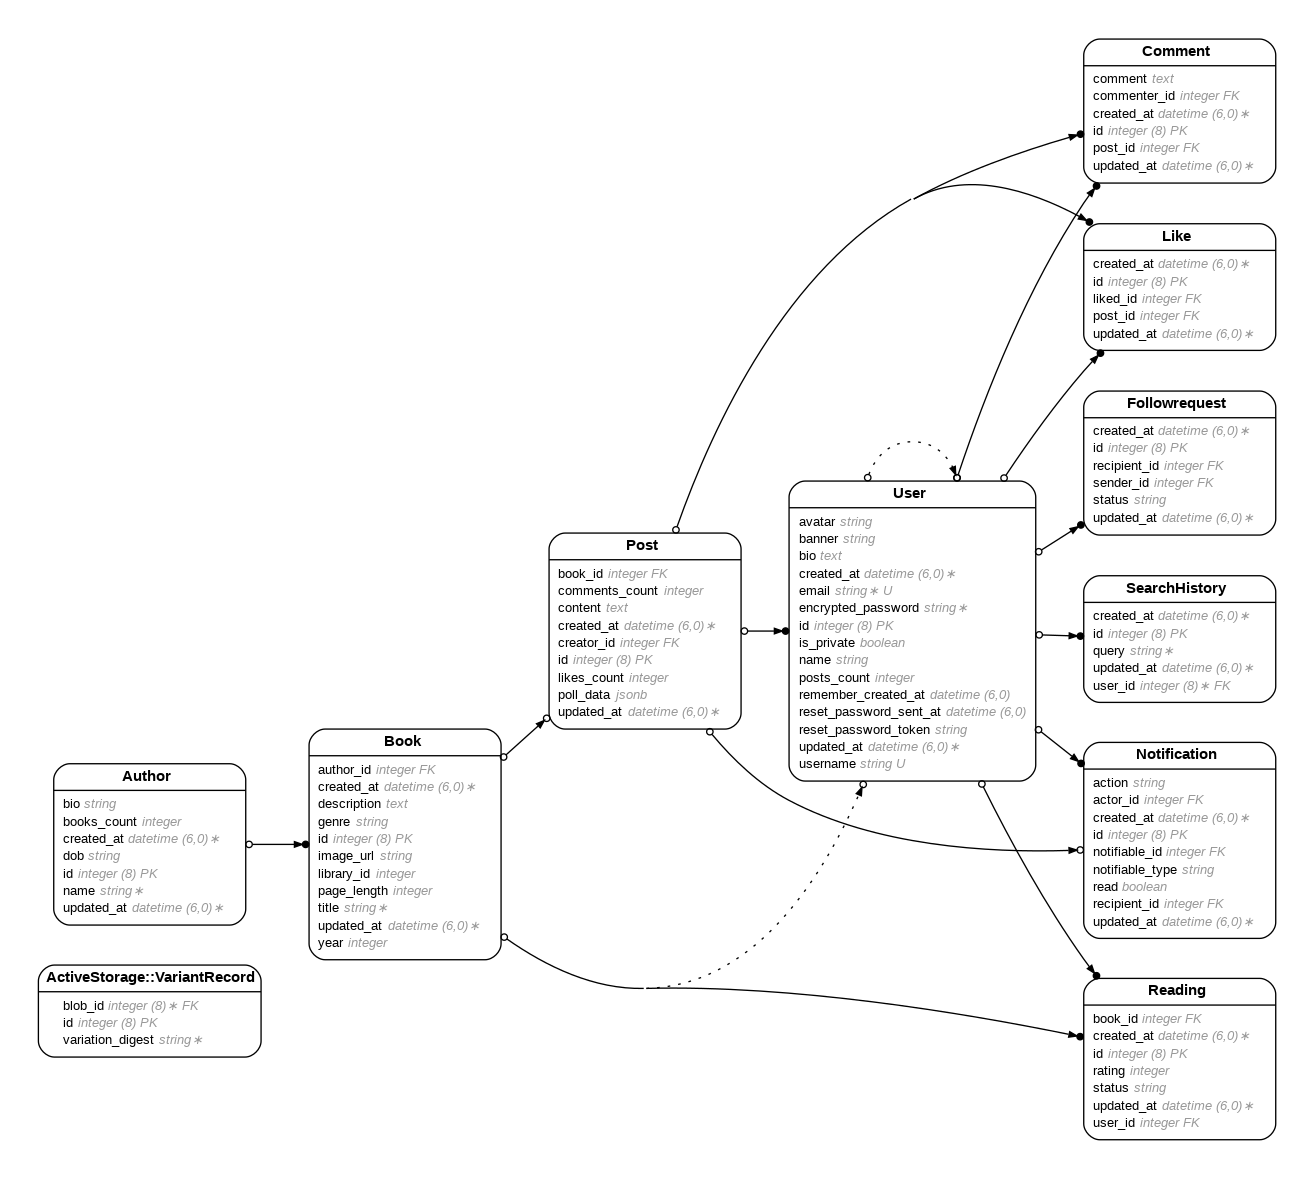 Comment
comment text
commenter_id integer FK
created_at datetime (6,0)∗
id integer (8) PK
post_id integer FK
updated_at datetime (6,0)∗
Like
created_at datetime (6,0)∗
id integer (8) PK
liked_id integer FK
post_id integer FK
updated_at datetime (6,0)∗
Followrequest
created_at datetime (6,0)∗
id integer (8) PK
recipient_id integer FK
sender_id integer FK
status string
updated_at datetime (6,0)∗
User
avatar string
banner string
bio text
created_at datetime (6,0)∗
email string∗ U
encrypted_password string∗
id integer (8) PK
is_private boolean
name string
posts_count integer
remember_created_at datetime (6,0)
reset_password_sent_at datetime (6,0)
reset_password_token string
updated_at datetime (6,0)∗
username string U
Post
book_id integer FK
comments_count integer
content text
created_at datetime (6,0)∗
creator_id integer FK
id integer (8) PK
likes_count integer
poll_data jsonb
updated_at datetime (6,0)∗
SearchHistory
created_at datetime (6,0)∗
id integer (8) PK
query string∗
updated_at datetime (6,0)∗
user_id integer (8)∗ FK
Book
author_id integer FK
created_at datetime (6,0)∗
description text
genre string
id integer (8) PK
image_url string
library_id integer
page_length integer
title string∗
updated_at datetime (6,0)∗
year integer
Notification
action string
actor_id integer FK
created_at datetime (6,0)∗
id integer (8) PK
notifiable_id integer FK
notifiable_type string
read boolean
recipient_id integer FK
updated_at datetime (6,0)∗
Author
bio string
books_count integer
created_at datetime (6,0)∗
dob string
id integer (8) PK
name string∗
updated_at datetime (6,0)∗
ActiveStorage::VariantRecord
blob_id integer (8)∗ FK
id integer (8) PK
variation_digest string∗
Reading
book_id integer FK
created_at datetime (6,0)∗
id integer (8) PK
rating integer
status string
updated_at datetime (6,0)∗
user_id integer FK